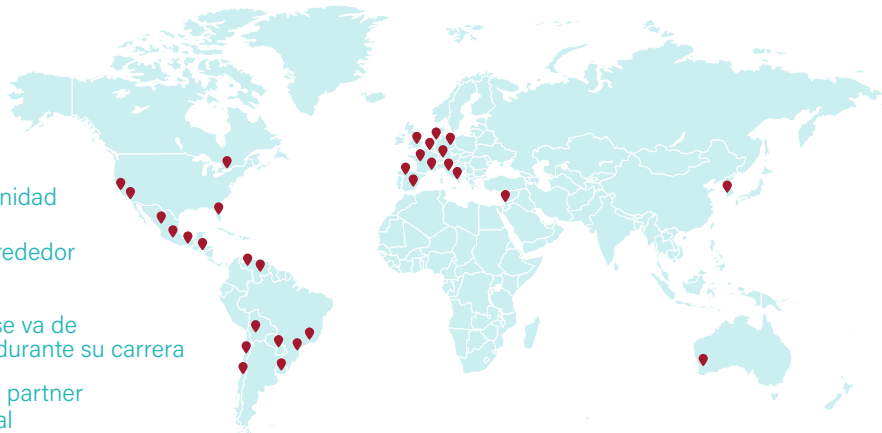 nidad
rededor
se va de
durante su carrera
partner
al